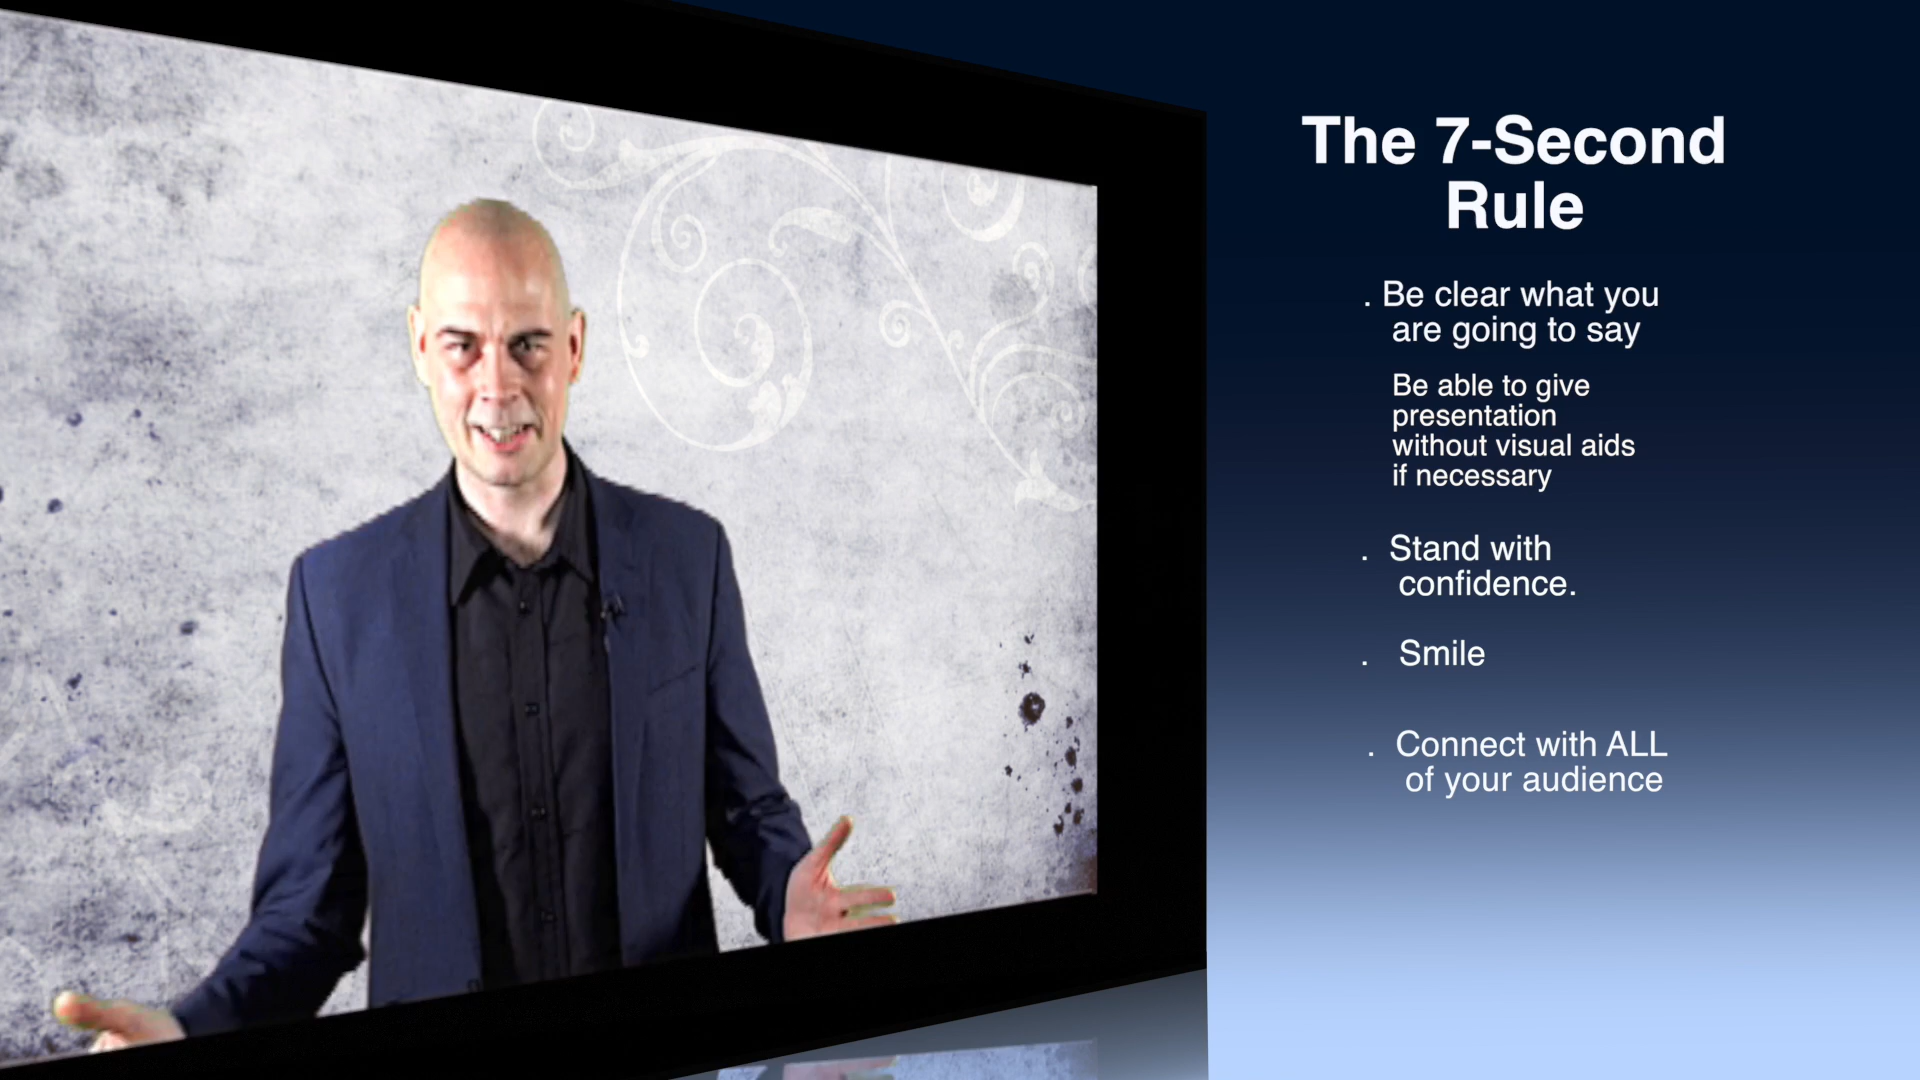 The 7-Second
Rule
. Be clear what you
are going to say
Be able to give
presentation
without visual aids
if necessary
. Stand with
confidence.
. Smile
. Connect with ALL
of your audience